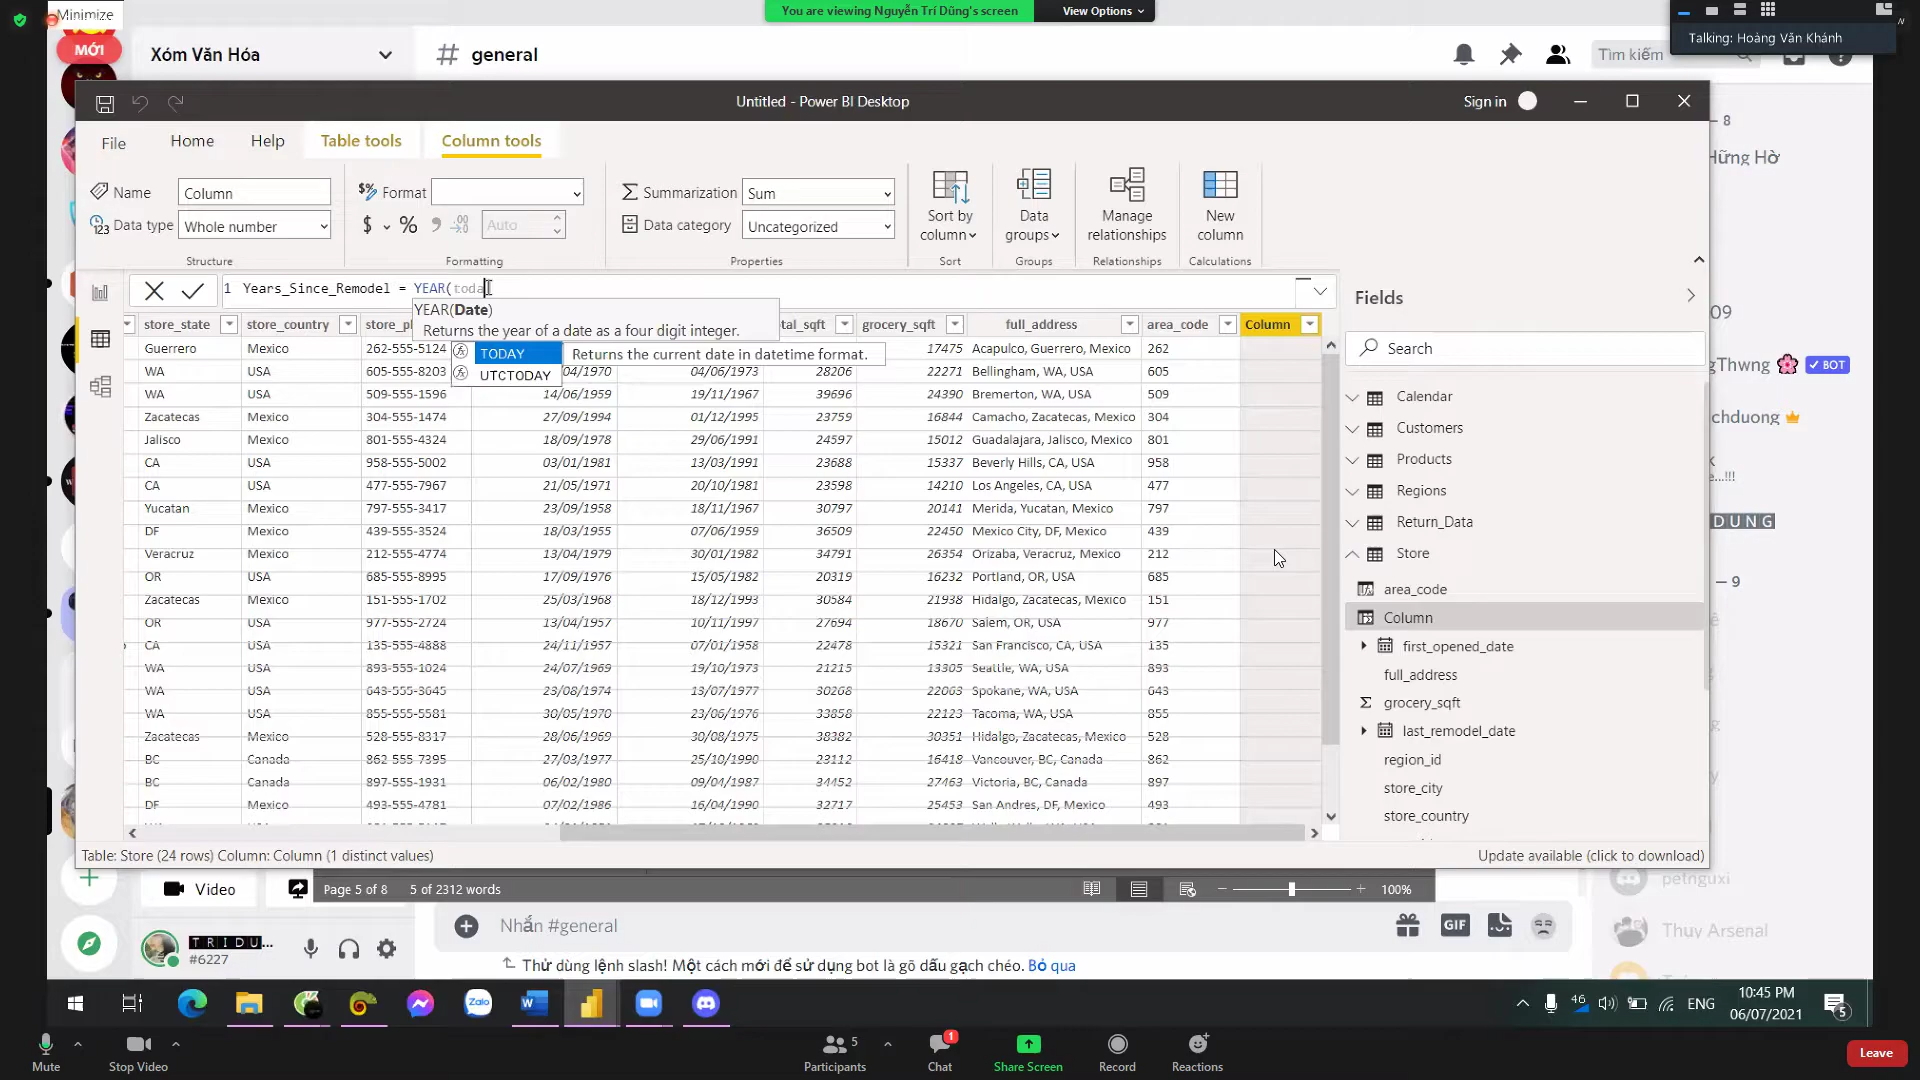 Minimize
You are viewing Nguyễn Trí Dũng's screen
View Options
Talking: Hoàng Văn Khánh
MỚI
Xóm Văn Hóa
# general
Tìm kiếm
Untitled - Power BI Desktop
Sign in
File Home Help Table tools Column tools
Name Column
Data type Whole number
Structure
Format
$ % Auto
Formatting
Summarization Sum
Data category Uncategorized
Properties
Sort by column
Sort
Data groups
Groups
Manage relationships
Relationships
New column
Calculations
1 Years_Since_Remodel = YEAR(toda
YEAR(Date)
Returns the year of a date as a four digit integer.
TODAY Returns the current date in datetime format.
UTCTODAY
store_state store_country store_p tal_sqft grocery_sqft full_address area_code Column
Guerrero Mexico 262-555-5124 17475 Acapulco, Guerrero, Mexico 262
WA USA 605-555-8203 04/1970 04/06/1973 28206 22271 Bellingham, WA, USA 605
WA USA 509-555-1596 14/06/1959 19/11/1967 39696 24390 Bremerton, WA, USA 509
Zacatecas Mexico 304-555-1474 27/09/1994 01/12/1995 23759 16844 Camacho, Zacatecas, Mexico 304
Jalisco Mexico 801-555-4324 18/09/1978 29/06/1991 24597 15012 Guadalajara, Jalisco, Mexico 801
CA USA 958-555-5002 03/01/1981 13/03/1991 23688 15337 Beverly Hills, CA, USA 958
CA USA 477-555-7967 21/05/1971 20/10/1981 23598 14210 Los Angeles, CA, USA 477
Yucatan Mexico 797-555-3417 23/09/1958 18/11/1967 30797 20141 Merida, Yucatan, Mexico 797
DF Mexico 439-555-3524 18/03/1955 07/06/1959 36509 22450 Mexico City, DF, Mexico 439
Veracruz Mexico 212-555-4774 13/04/1979 30/01/1982 34791 26354 Orizaba, Veracruz, Mexico 212
OR USA 685-555-8995 17/09/1976 15/05/1982 20319 16232 Portland, OR, USA 685
Zacatecas Mexico 151-555-1702 25/03/1968 18/12/1993 30584 21938 Hidalgo, Zacatecas, Mexico 151
OR USA 977-555-2724 13/04/1957 10/11/1997 27694 18670 Salem, OR, USA 977
CA USA 135-555-4888 24/11/1957 07/01/1958 22478 15321 San Francisco, CA, USA 135
WA USA 893-555-1024 24/07/1969 19/10/1973 21215 13305 Seattle, WA, USA 893
WA USA 643-555-3645 23/08/1974 13/07/1977 30268 22063 Spokane, WA, USA 643
WA USA 855-555-5581 30/05/1970 23/06/1976 33858 22123 Tacoma, WA, USA 855
Zacatecas Mexico 528-555-8317 28/06/1969 30/08/1975 38382 30351 Hidalgo, Zacatecas, Mexico 528
BC Canada 862-555-7395 27/03/1977 25/10/1990 23112 16418 Vancouver, BC, Canada 862
BC Canada 897-555-1931 06/02/1980 09/04/1987 34452 27463 Victoria, BC, Canada 897
DF Mexico 493-555-4781 07/02/1986 16/04/1990 32717 25453 San Andres, DF, Mexico 493
Fields
Search
Calendar
Customers
Products
Regions
Return_Data
Store
area_code
Column
first_opened_date
full_address
grocery_sqft
last_remodel_date
region_id
store_city
store_country
Table: Store (24 rows) Column: Column (1 distinct values)
Update available (click to download)
– 8
Hững Hờ
09
gThwng BOT
chduong
...!!!
DUNG
– 9
petnguxi
Thuy Arsenal
Video
Page 5 of 8 5 of 2312 words
100%
TRIDU...
#6227
Nhắn #general
GIF
Thử dùng lệnh slash! Một cách mới để sử dụng bot là gõ dấu gạch chéo. Bỏ qua
46 ENG
10:45 PM
06/07/2021
5
Mute
Stop Video
5
Participants
1
Chat
Share Screen
Record
Reactions
Leave